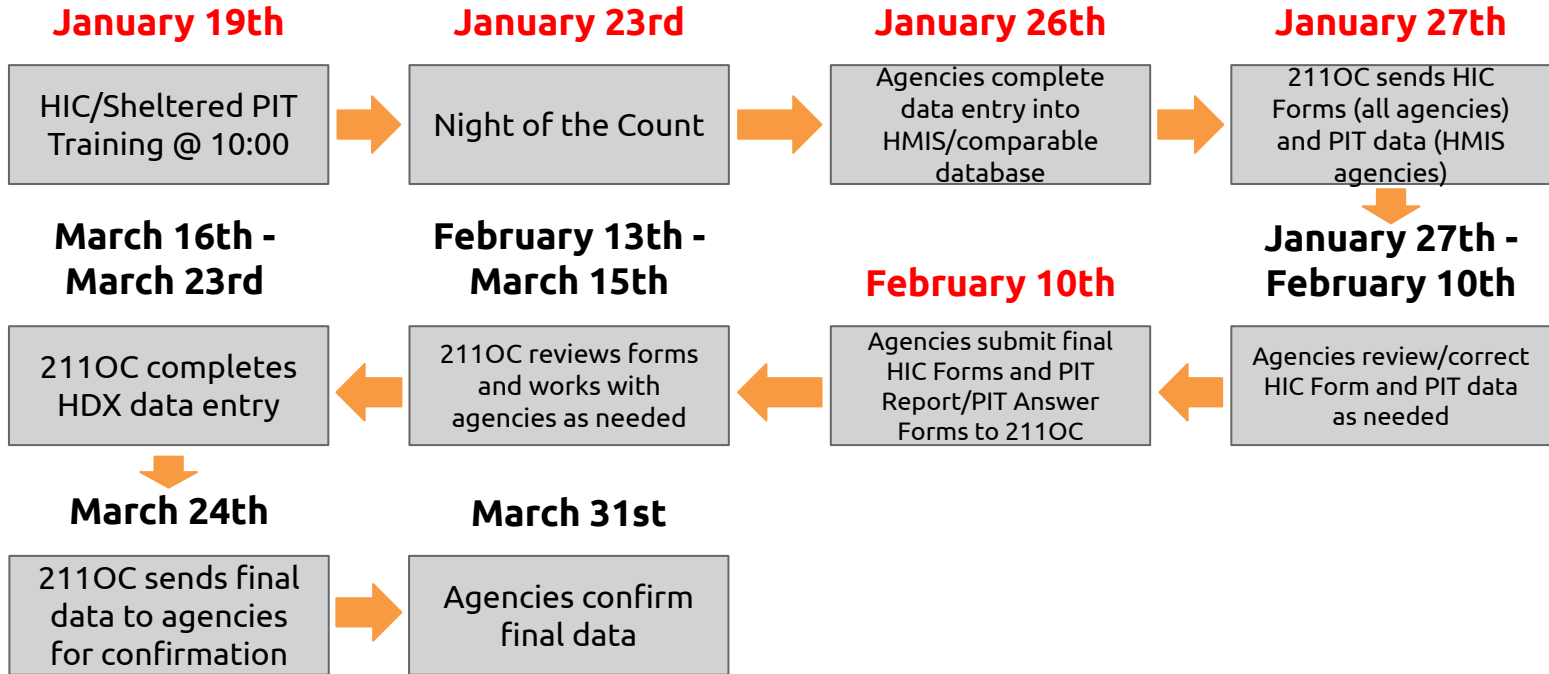 January 19th
HIC/Sheltered PIT
Training @ 10:00
January 23rd
Night of the Count
January 26th
Agencies complete
data entry into
HMIS/comparable
database
January 27th
211OC sends HIC
Forms (all agencies)
and PIT data (HMIS
agencies)
January 27th -
February 10th
Agencies review/correct
HIC Form and PIT data
as needed
February 10th
Agencies submit final
HIC Forms and PIT
Report/PIT Answer
Forms to 211OC
February 13th -
March 15th
211OC reviews forms
and works with
agencies as needed
March 16th -
March 23rd
211OC completes
HDX data entry
March 24th
211OC sends final
data to agencies
for confirmation
March 31st
Agencies confirm
final data